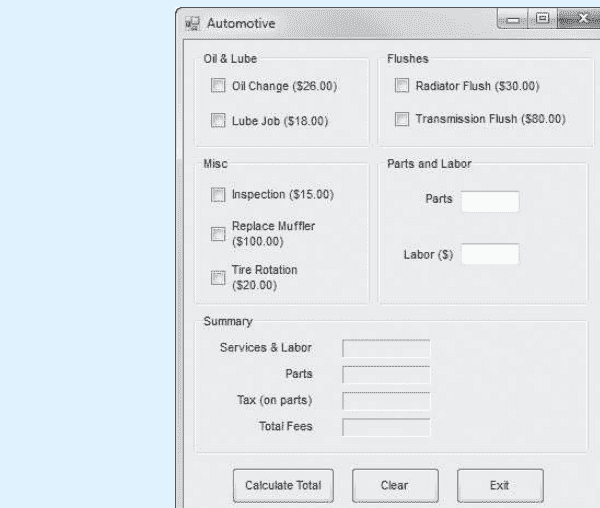 Automotive
Oil & Lube
Oil Change ($26.00)
Lube Job ($18.00)
Flushes
Radiator Flush ($30.00)
Transmission Flush ($80.00)
Misc
Inspection ($15.00)
Replace Muffler
($100.00)
Tire Rotation
($20.00)
Parts and Labor
Parts
Labor ($)
Summary
Services & Labor
Parts
Tax (on parts)
Total Fees
Calculate Total
Clear
Exit